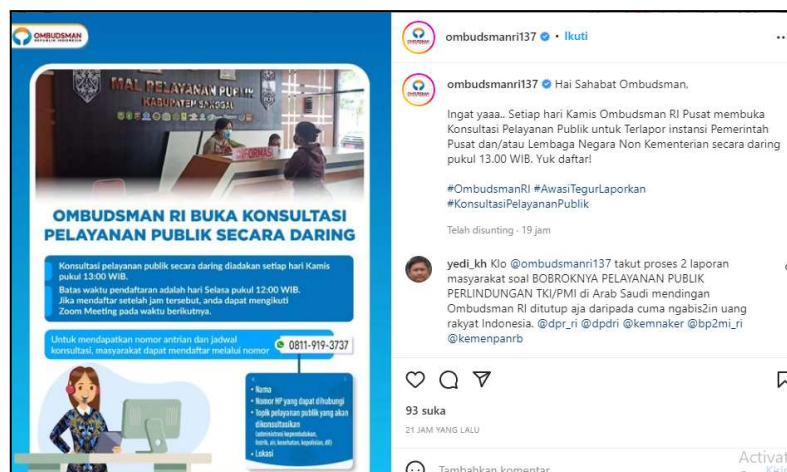 OMBUDSMAN
REPUBLIK INDONESIA
MAL PELAYANAN PUBLIK
KABUPATEN SANGGAU
INFORMASI
OMBUDSMAN RI BUKA KONSULTASI
PELAYANAN PUBLIK SECARA DARING
Konsultasi pelayanan publik secara daring diadakan setiap hari Kamis
pukul 13:00 WIB.
Batas waktu pendaftaran adalah hari Selasa pukul 12:00 WIB.
Jika mendaftar setelah jam tersebut, anda dapat mengikuti
Zoom Meeting pada waktu berikutnya.
Untuk mendapatkan nomor antrian dan jadwal
konsultasi, masyarakat dapat mendaftar melalui nomor
0811-919-3737
• Nama
• Nomor HP yang dapat dihubungi
• Topik pelayanan publik yang akan
dikonsultasikan
(administrasi kependudukan,
listrik, air, kesehatan, kepolisian, dll)
• Lokasi
ombudsmanri137 • Ikuti
ombudsmanri137 Hai Sahabat Ombudsman,
Ingat yaaa.. Setiap hari Kamis Ombudsman RI Pusat membuka
Konsultasi Pelayanan Publik untuk Terlapor instansi Pemerintah
Pusat dan/atau Lembaga Negara Non Kementerian secara daring
pukul 13.00 WIB. Yuk daftar!
#OmbudsmanRI #AwasiTegurLaporkan
#KonsultasiPelayananPublik
Telah disunting · 19 jam
yedi_kh Klo @ombudsmanri137 takut proses 2 laporan
masyarakat soal BOBROKNYA PELAYANAN PUBLIK
PERLINDUNGAN TKI/PMI di Arab Saudi mendingan
Ombudsman RI ditutup aja daripada cuma ngabis2in uang
rakyat Indonesia. @dpr_ri @dpdri @kemnaker @bp2mi_ri
@kemenpanrb
93 suka
21 JAM YANG LALU
Tambahkan komentar
Activat